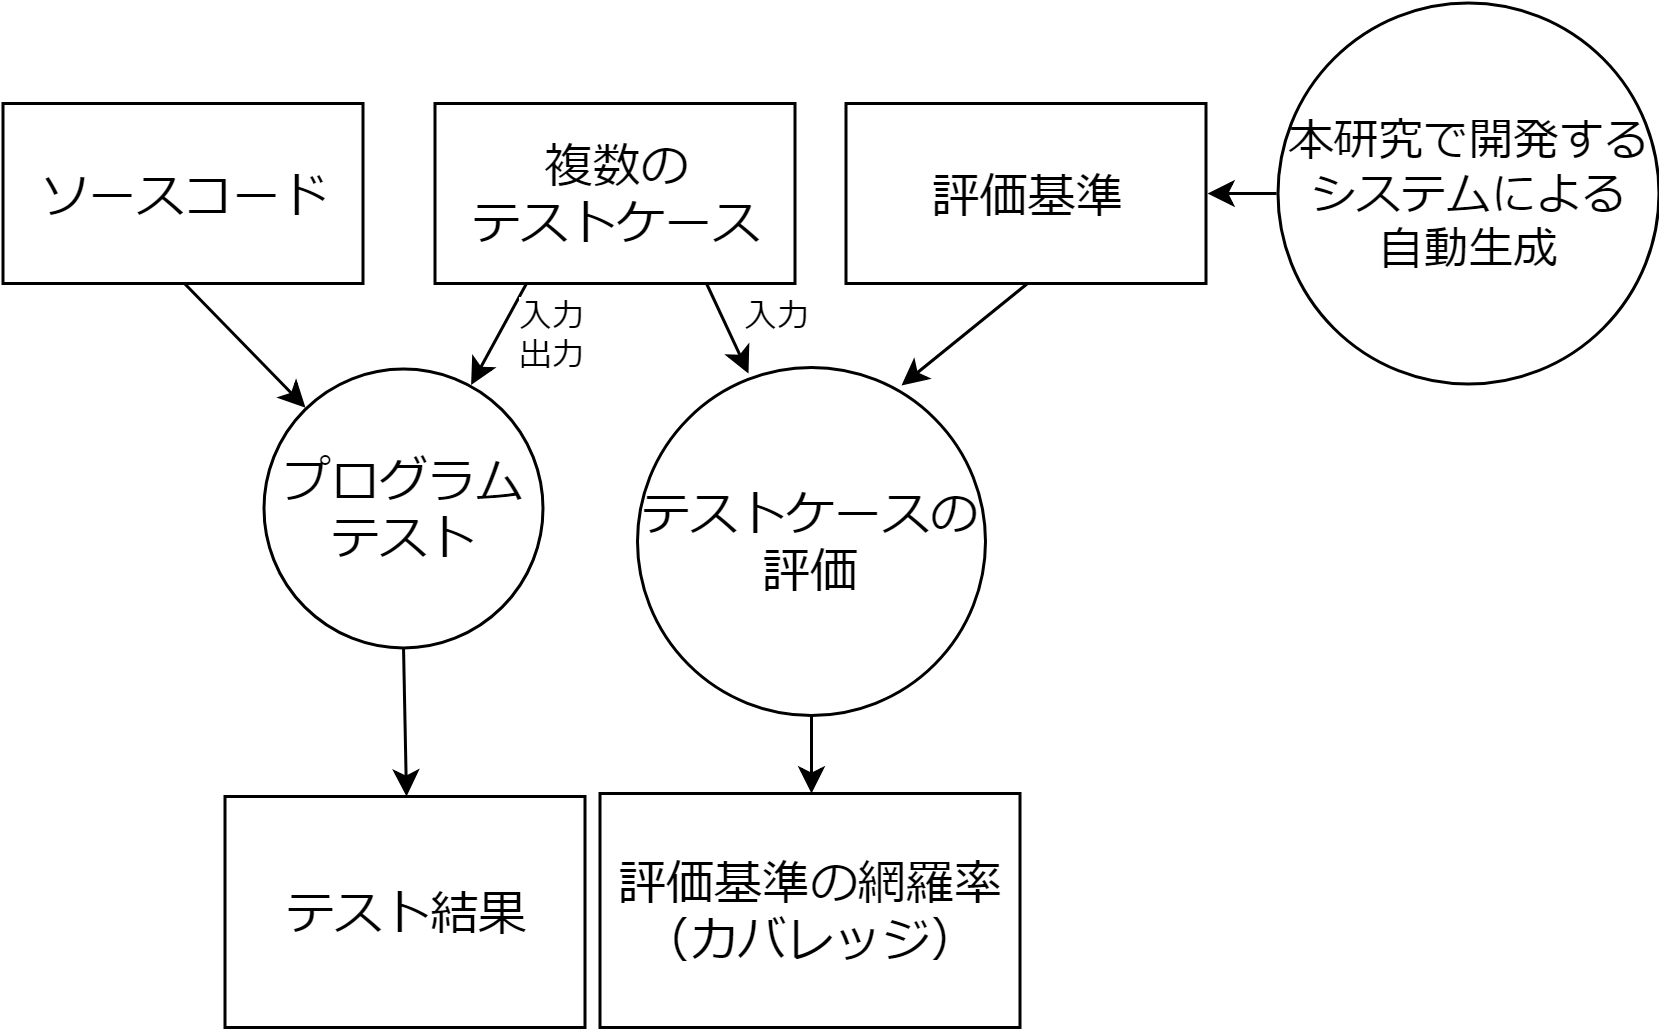 ソースコード
複数の
テストケース
評価基準
本研究で開発する
システムによる
自動生成
入力
出力
入力
プログラム
テスト
テストケースの
評価
テスト結果
評価基準の網羅率
（カバレッジ）